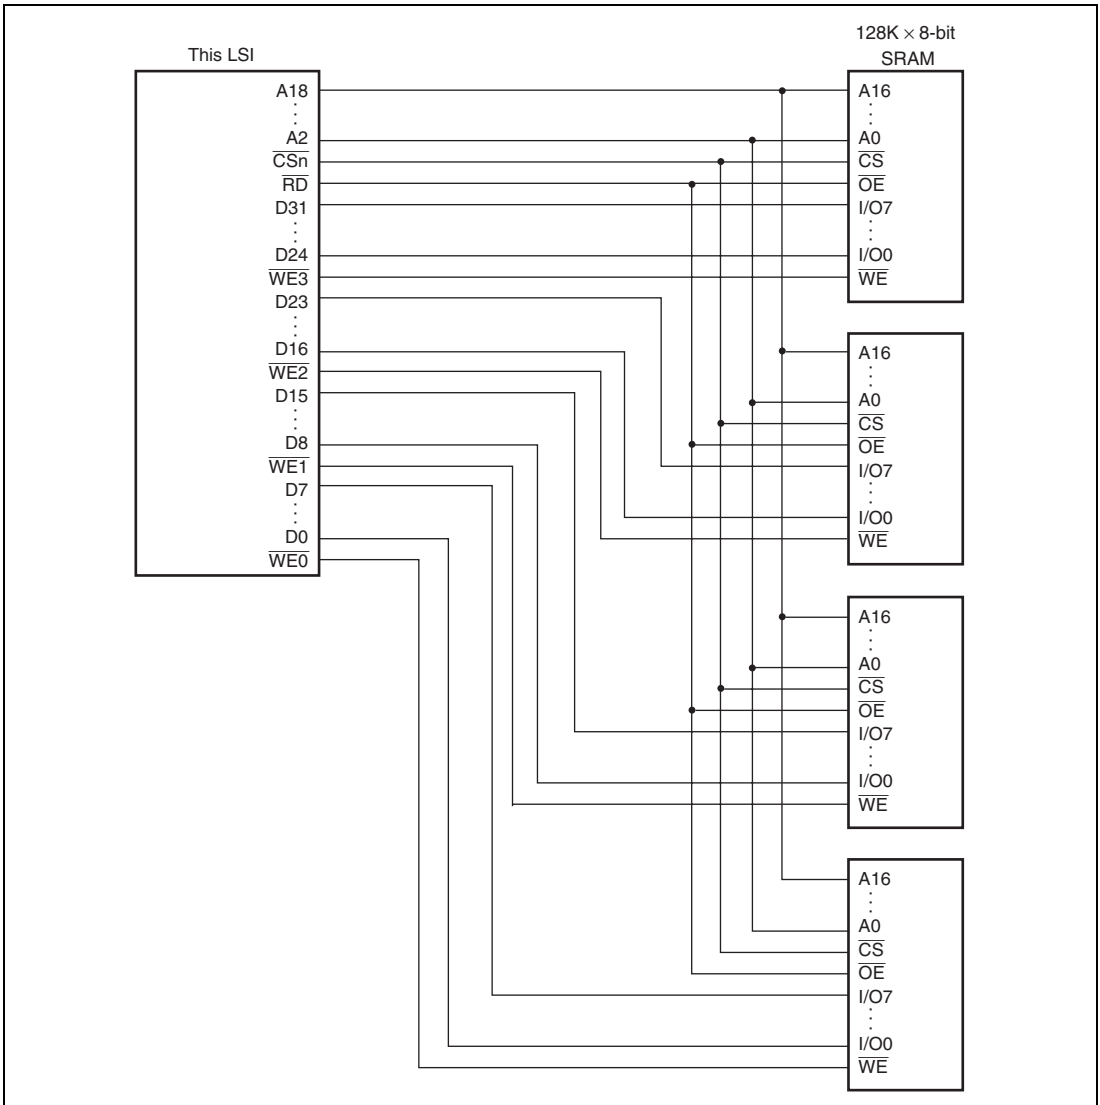 This LSI
A18
A2
CSn
RD
D31
D24
WE3
D23
D16
WE2
D15
D8
WE1
D7
D0
WE0
128K × 8-bit
SRAM
A16
A0
CS
OE
I/O7
I/O0
WE
A16
A0
CS
OE
I/O7
I/O0
WE
A16
A0
CS
OE
I/O7
I/O0
WE
A16
A0
CS
OE
I/O7
I/O0
WE